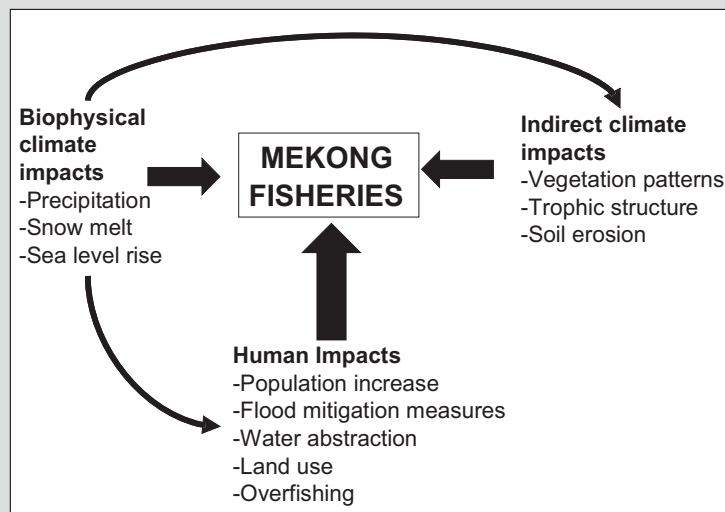 Biophysical
climate
impacts
-Precipitation
-Snow melt
-Sea level rise
MEKONG
FISHERIES
Indirect climate
impacts
-Vegetation patterns
-Trophic structure
-Soil erosion
Human Impacts
-Population increase
-Flood mitigation measures
-Water abstraction
-Land use
-Overfishing